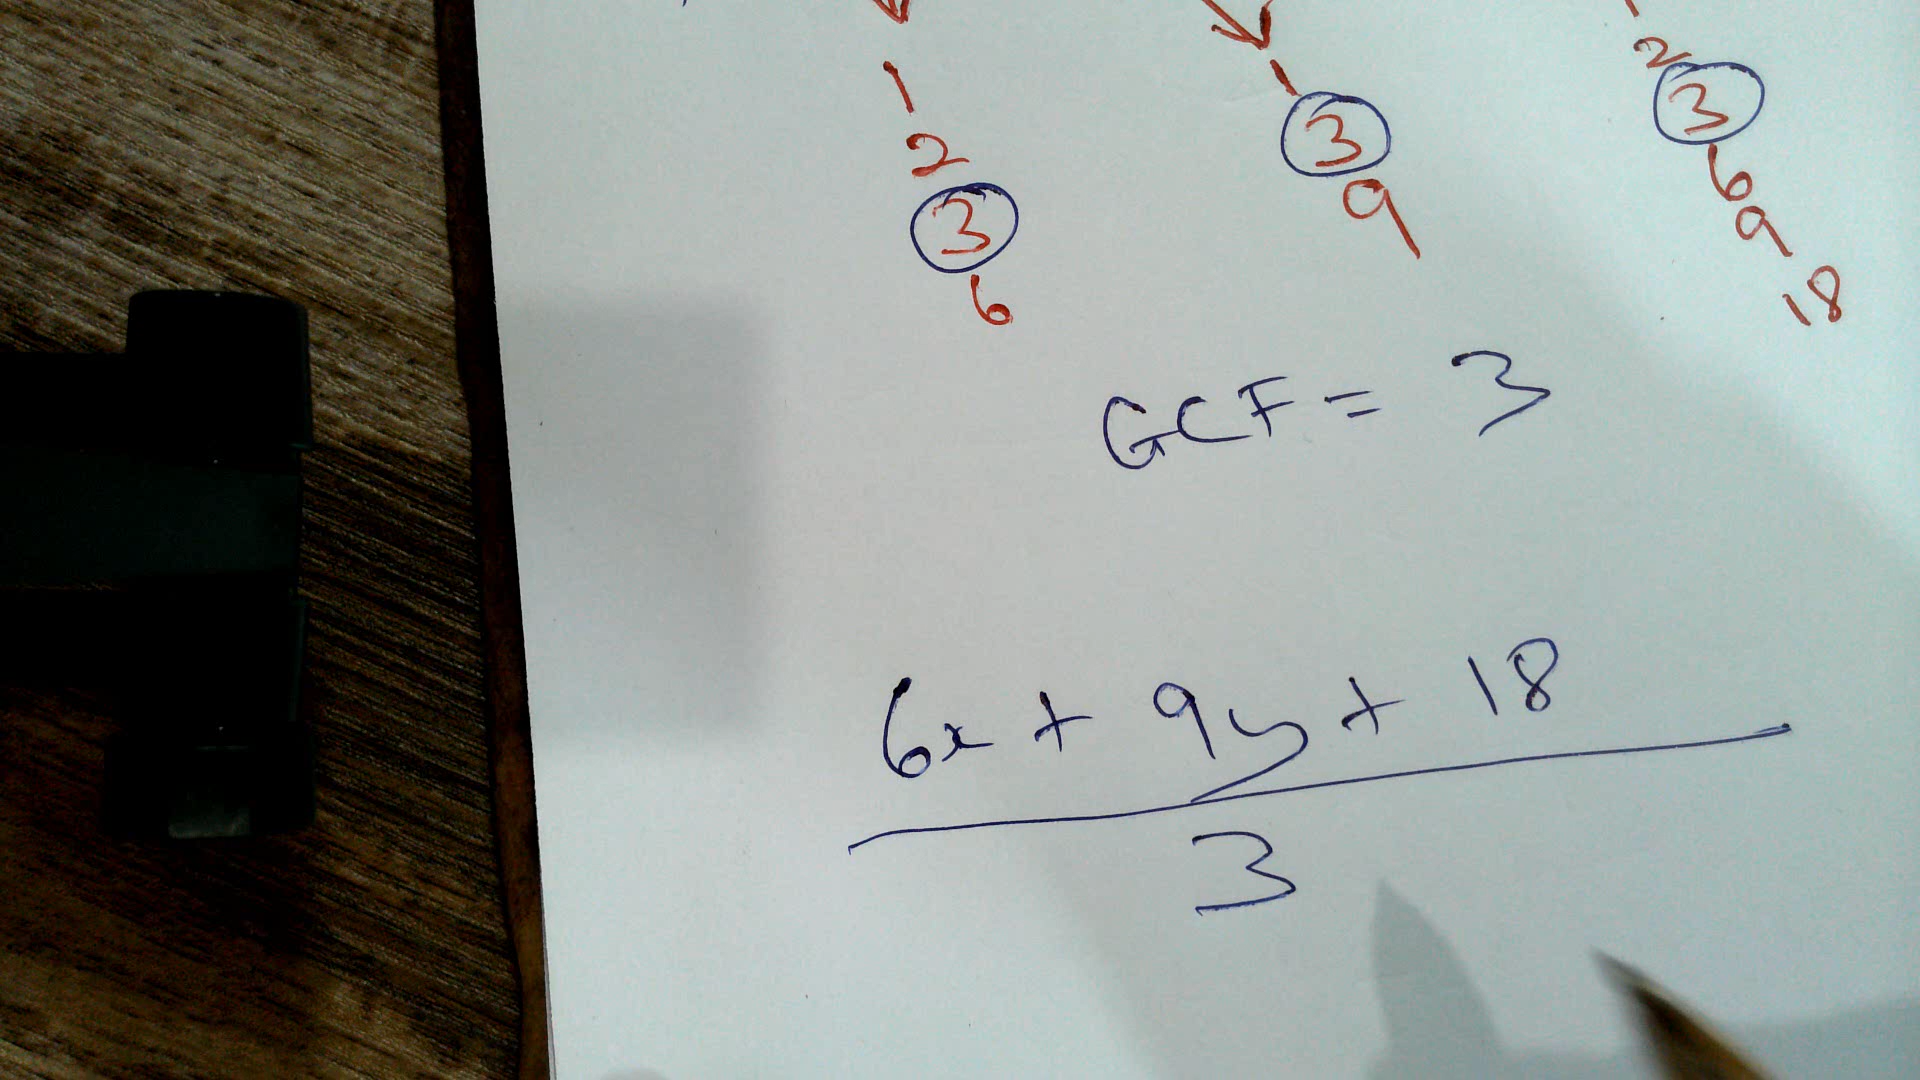 1 1
2 2
3 3 3
6 9 6
9
18
GCF = 3
6x + 9y + 18
3